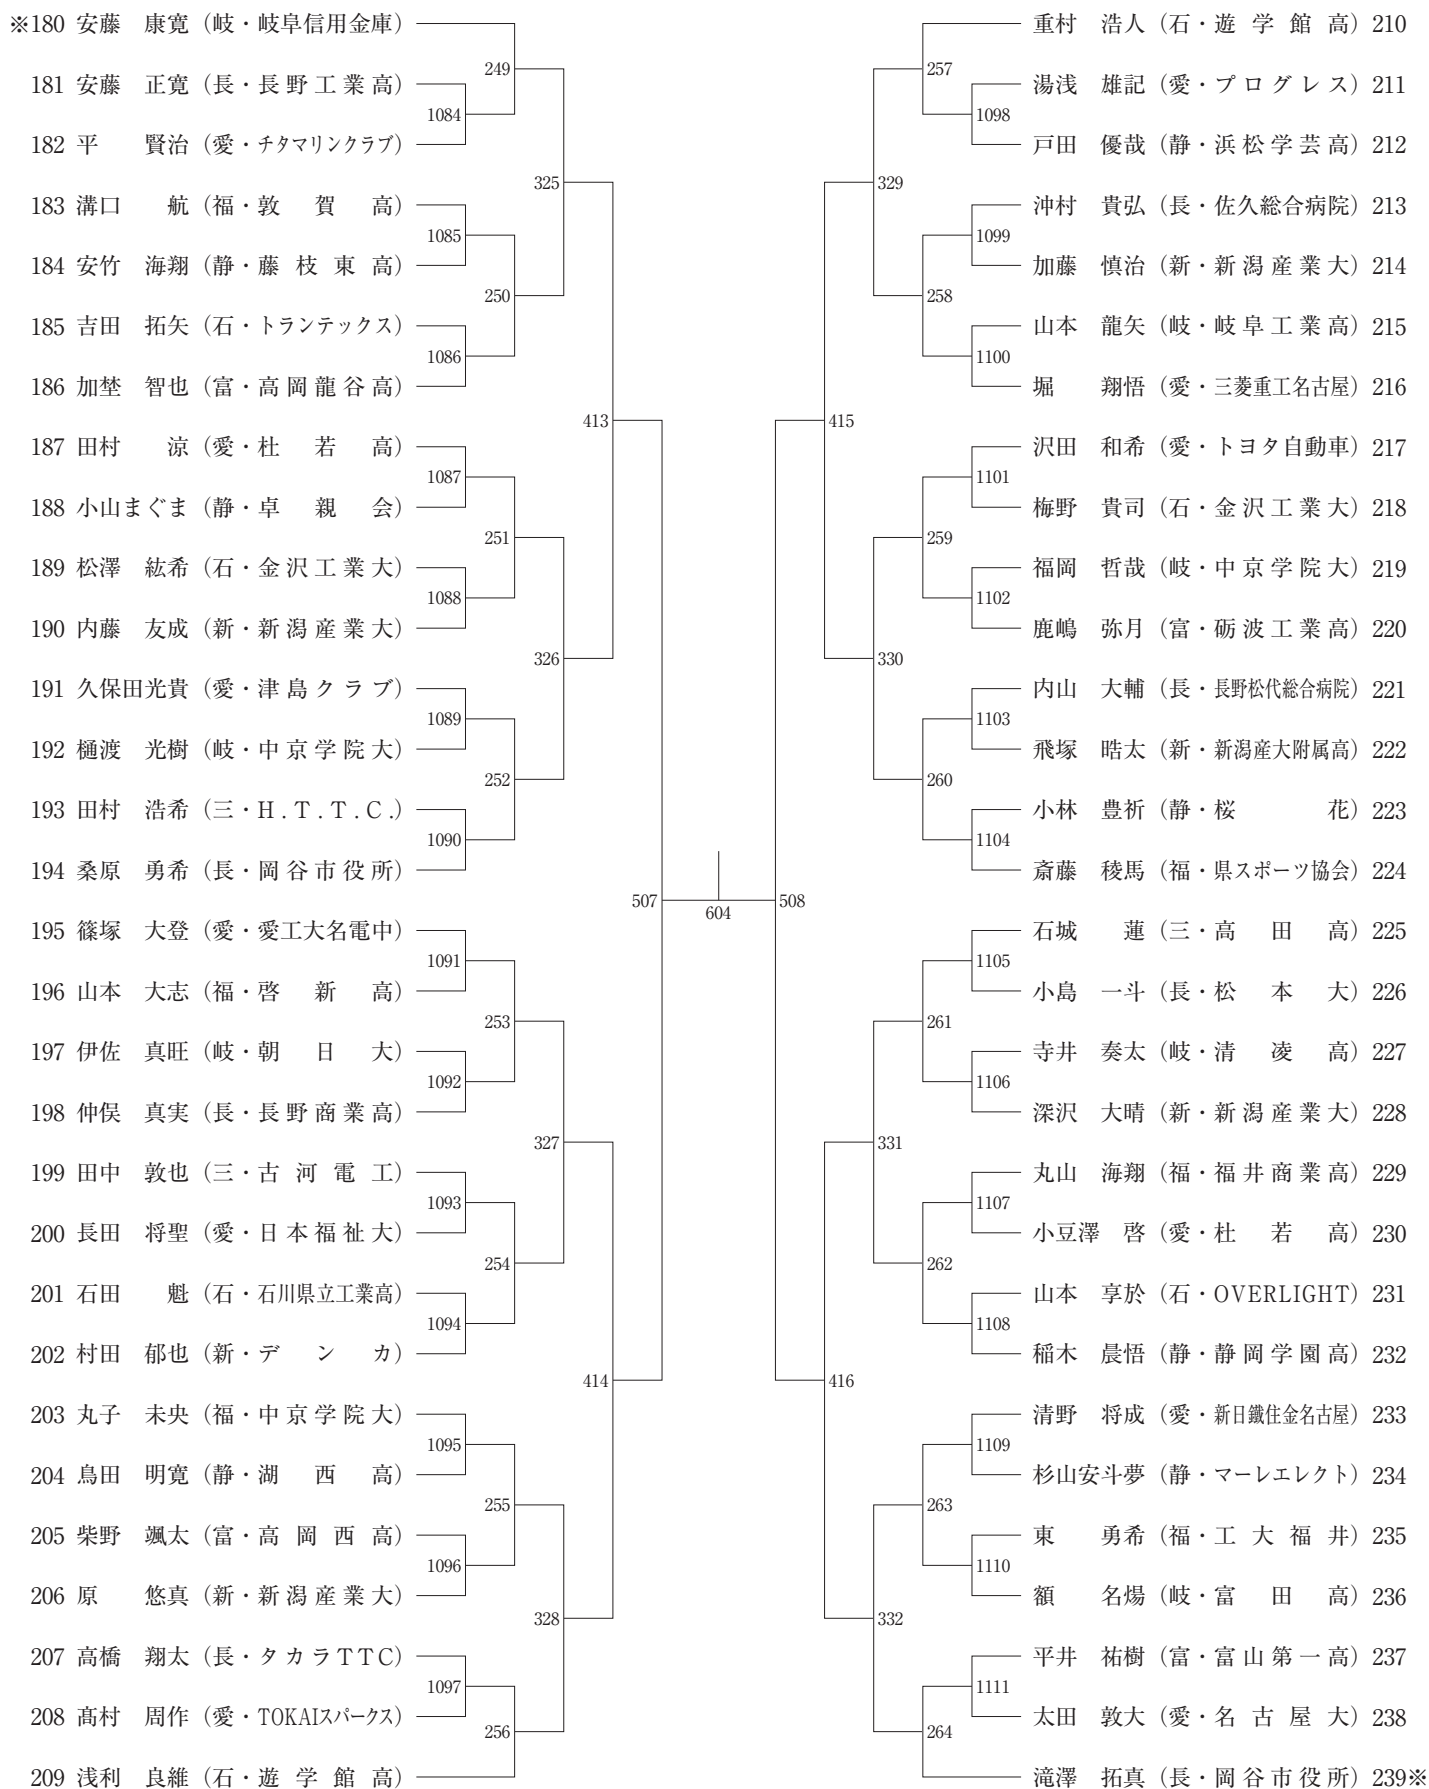 ※180 安藤 康寛（岐・岐阜信用金庫）
181 安藤 正寛（長・長野工業高）
182 平 賢治（愛・チタマリンクラブ）
183 溝口 航（福・敦賀高）
184 安竹 海翔（静・藤枝東高）
185 吉田 拓矢（石・トランテックス）
186 加埜 智也（富・高岡龍谷高）
187 田村 涼（愛・杜若高）
188 小山まぐま（静・卓親会）
189 松澤 紘希（石・金沢工業大）
190 内藤 友成（新・新潟産業大）
191 久保田光貴（愛・津島クラブ）
192 樋渡 光樹（岐・中京学院大）
193 田村 浩希（三・H.T.T.C.）
194 桑原 勇希（長・岡谷市役所）
195 篠塚 大登（愛・愛工大名電中）
196 山本 大志（福・啓新高）
197 伊佐 真旺（岐・朝日大）
198 仲俣 真実（長・長野商業高）
199 田中 敦也（三・古河電工）
200 長田 将聖（愛・日本福祉大）
201 石田 魁（石・石川県立工業高）
202 村田 郁也（新・デンカ）
203 丸子 未央（福・中京学院大）
204 鳥田 明寛（静・湖西高）
205 柴野 颯太（富・高岡西高）
206 原 悠真（新・新潟産業大）
207 高橋 翔太（長・タカラTTC）
208 髙村 周作（愛・TOKAIスパークス）
209 浅利 良維（石・遊学館高）
249
1084
325
1085
250
1086
413
1087
251
1088
326
1089
252
1090
507
604
508
1091
253
1092
327
1093
254
1094
414
1095
255
1096
328
1097
256
257
1098
329
1099
258
1100
415
1101
259
1102
330
1103
260
1104
1105
261
1106
331
1107
262
1108
416
1109
263
1110
332
1111
264
重村 浩人（石・遊学館高）210
湯浅 雄記（愛・プログレス）211
戸田 優哉（静・浜松学芸高）212
沖村 貴弘（長・佐久総合病院）213
加藤 慎治（新・新潟産業大）214
山本 龍矢（岐・岐阜工業高）215
堀 翔悟（愛・三菱重工名古屋）216
沢田 和希（愛・トヨタ自動車）217
梅野 貴司（石・金沢工業大）218
福岡 哲哉（岐・中京学院大）219
鹿嶋 弥月（富・砺波工業高）220
内山 大輔（長・長野松代総合病院）221
飛塚 晧太（新・新潟産大附属高）222
小林 豊祈（静・桜花）223
斎藤 稜馬（福・県スポーツ協会）224
石城 蓮（三・高田高）225
小島 一斗（長・松本大）226
寺井 奏太（岐・清凌高）227
深沢 大晴（新・新潟産業大）228
丸山 海翔（福・福井商業高）229
小豆澤 啓（愛・杜若高）230
山本 享於（石・OVERLIGHT）231
稲木 晨悟（静・静岡学園高）232
清野 将成（愛・新日鐵住金名古屋）233
杉山安斗夢（静・マーレエレクト）234
東 勇希（福・工大福井）235
額 名煬（岐・富田高）236
平井 祐樹（富・富山第一高）237
太田 敦大（愛・名古屋大）238
滝澤 拓真（長・岡谷市役所）239※